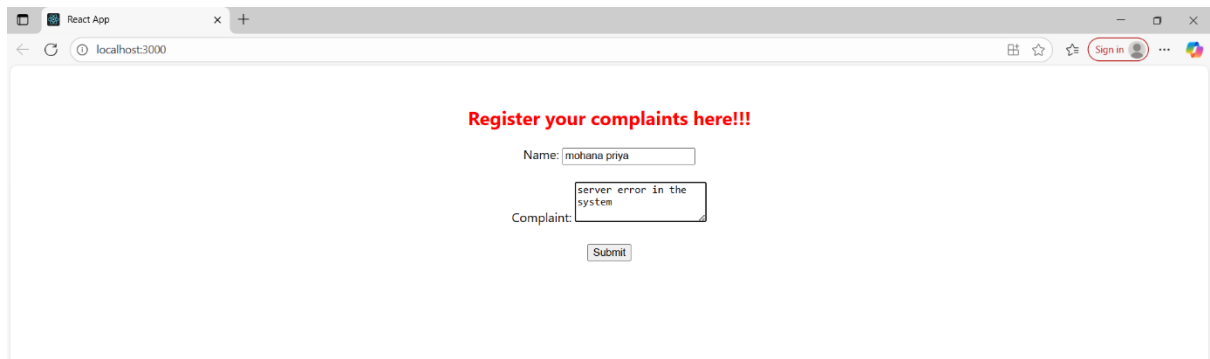 React App
localhost:3000
Sign in
Register your complaints here!!!
Name: mohana priya
server error in the
system
Complaint:
Submit